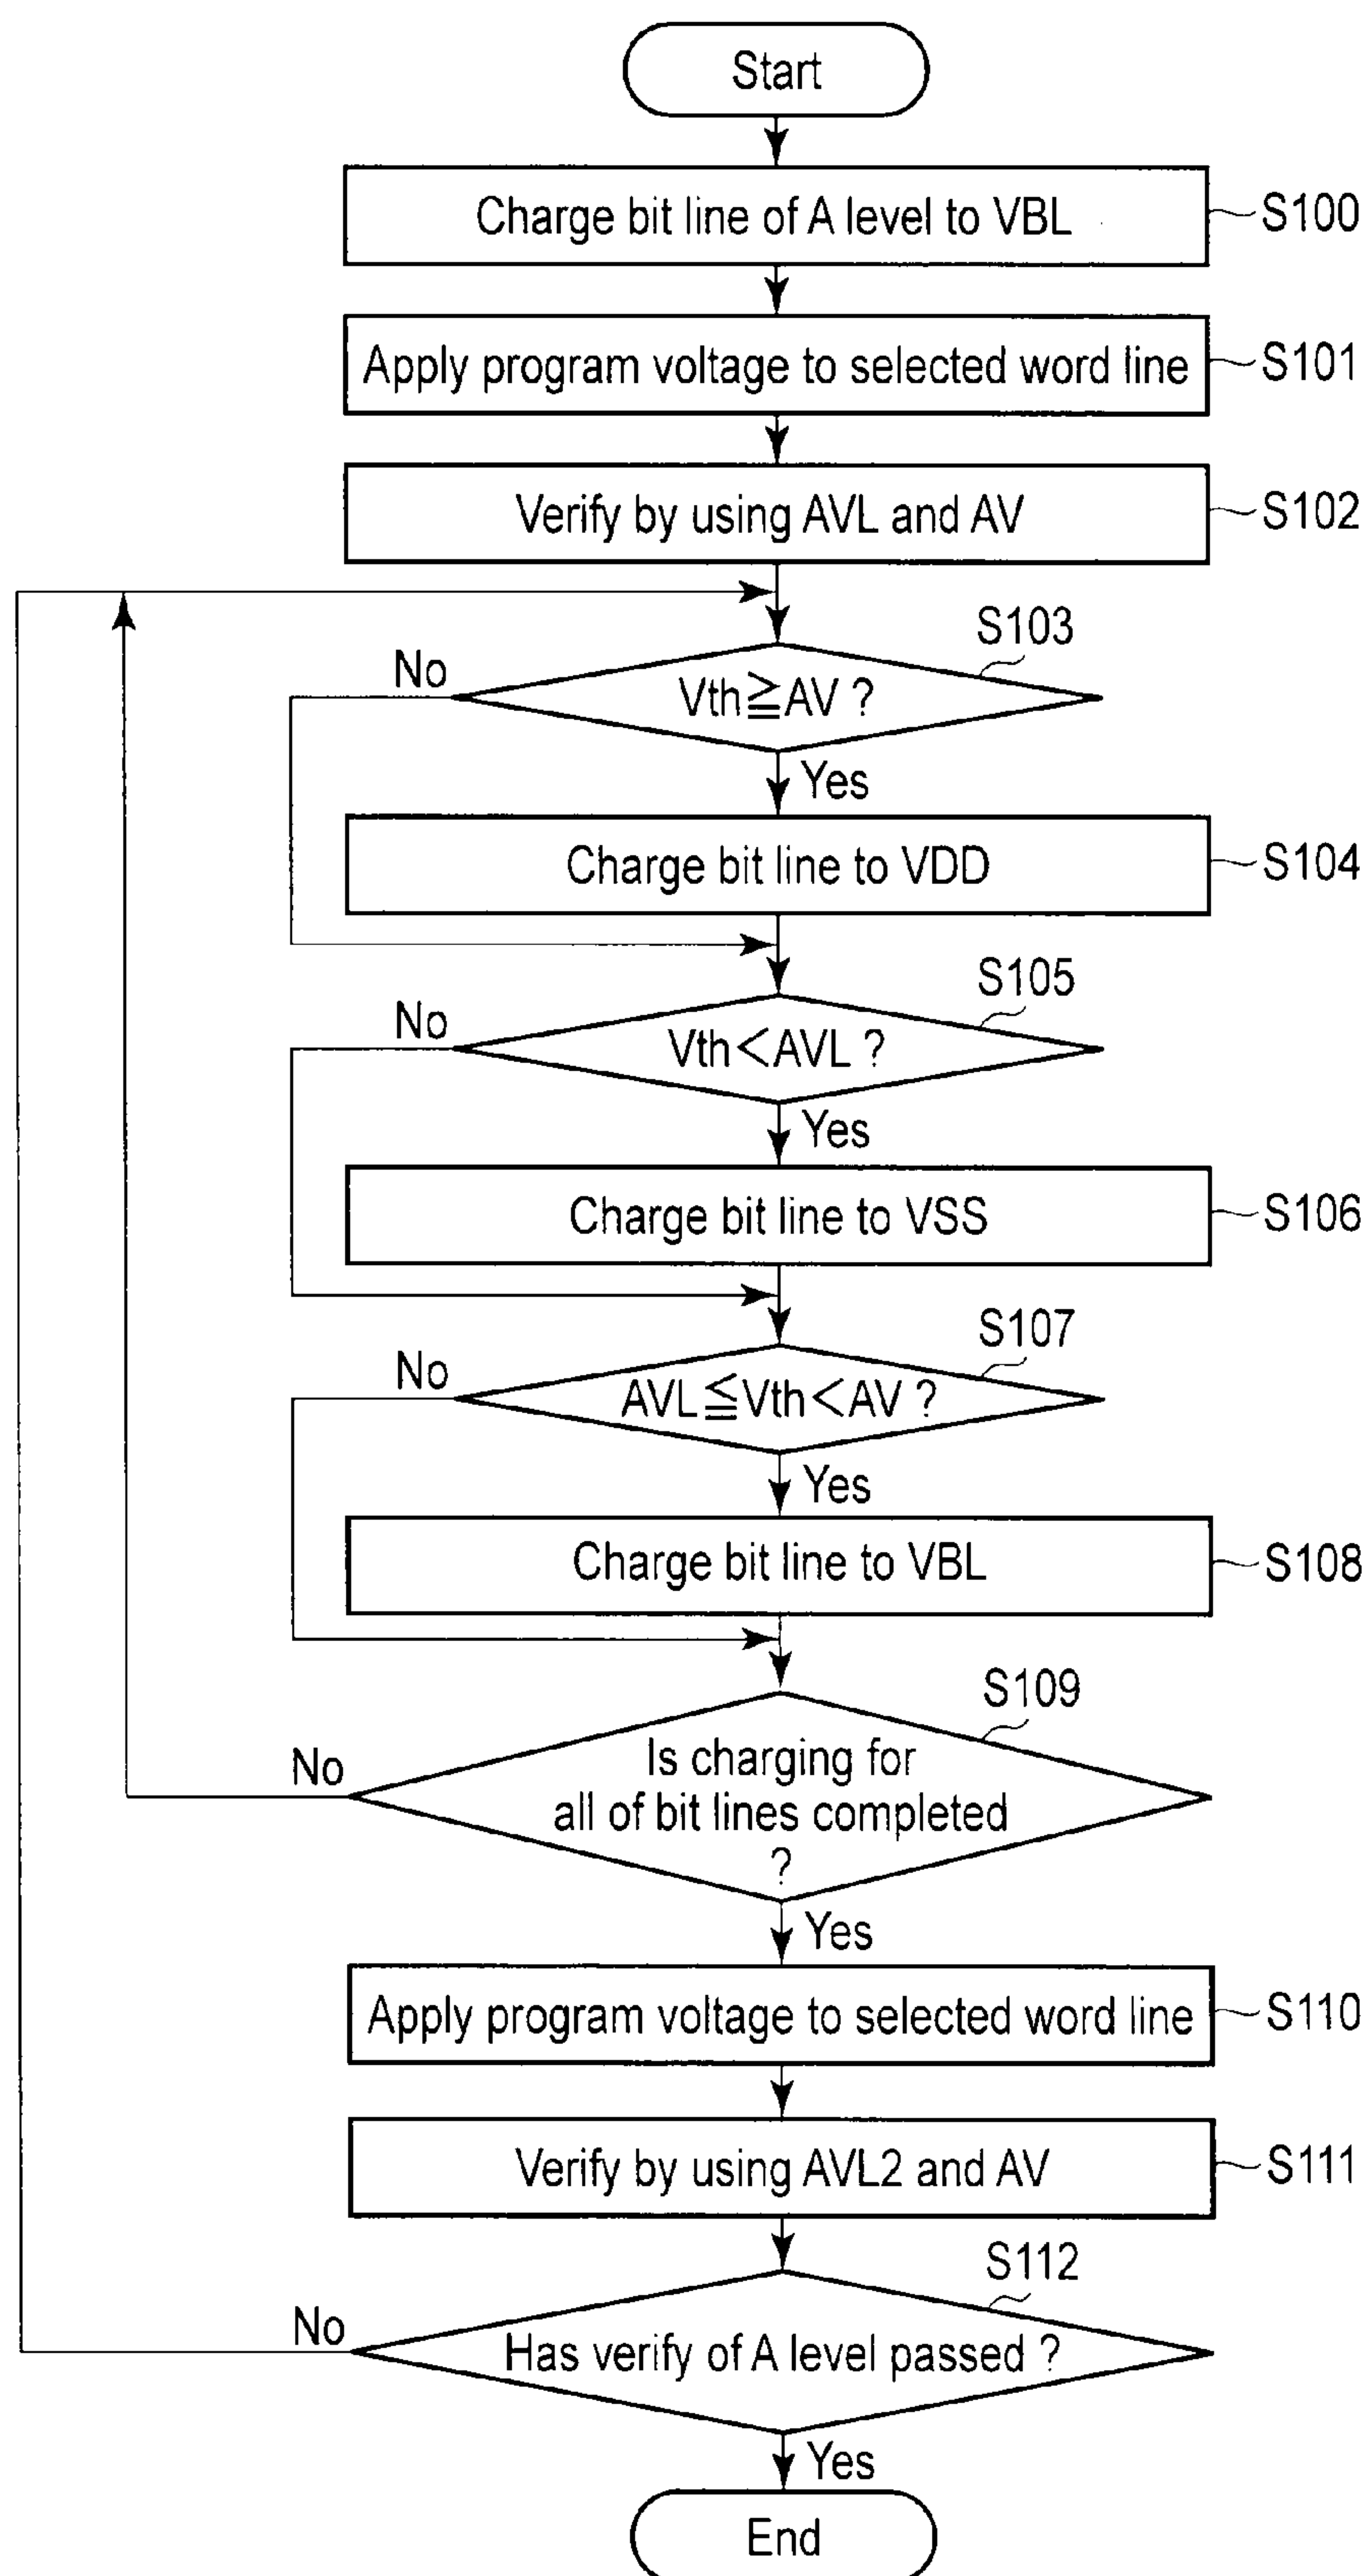 Start
Charge bit line of A level to VBL
S100
Apply program voltage to selected word line
S101
Verify by using AVL and AV
S102
S103
No
Vth≧AV ?
Yes
Charge bit line to VDD
S104
S105
No
Vth<AVL ?
Yes
Charge bit line to VSS
S106
S107
No
AVL≦Vth<AV ?
Yes
Charge bit line to VBL
S108
S109
No
Is charging for
all of bit lines completed
?
Yes
Apply program voltage to selected word line
S110
Verify by using AVL2 and AV
S111
S112
No
Has verify of A level passed ?
Yes
End